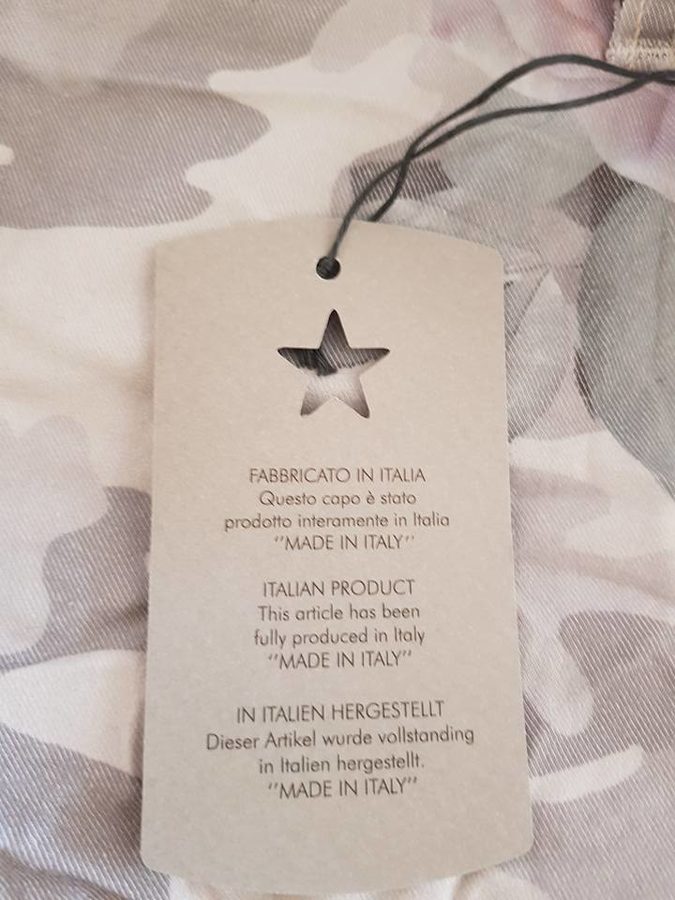 FABBRICATO IN ITALIA
Questo capo è stato
prodotto interamente in Italia
"MADE IN ITALY"
ITALIAN PRODUCT
This article has been
fully produced in Italy
"MADE IN ITALY"
IN ITALIEN HERGESTELLT
Dieser Artikel wurde vollstanding
in Italien hergestellt.
"MADE IN ITALY"